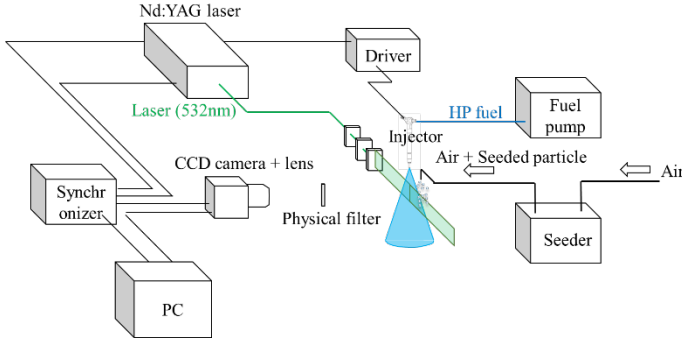 Nd:YAG laser
Driver
Laser (532nm)
HP fuel
Fuel
pump
Injector
Air + Seeded particle
Air
CCD camera + lens
Synchr
onizer
Physical filter
Seeder
PC